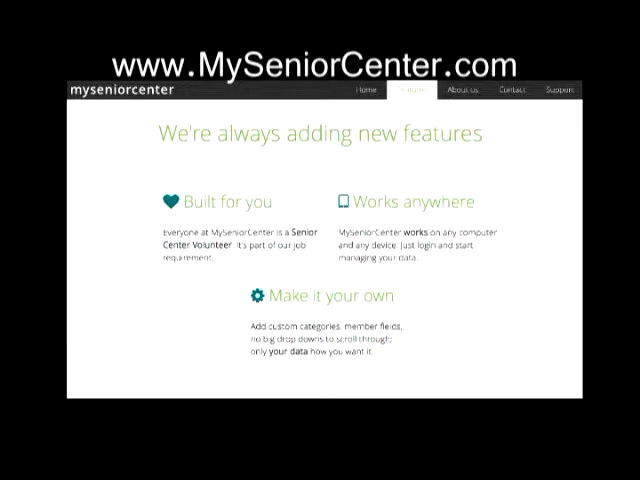 www.MySeniorCenter.com
myseniorcenter
Home Features About us Contact Support
We're always adding new features
Built for you
Works anywhere
Everyone at MySeniorCenter is a Senior
Center Volunteer. It's part of our job
requirement.
MySeniorCenter works on any computer
and any device. Just login and start
managing your data.
Make it your own
Add custom categories, member fields,
no big drop downs to scroll through;
only your data how you want it.